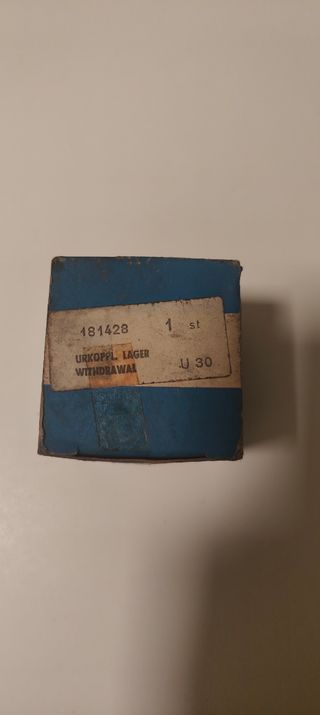 181428 1 st
URKOPPL. LAGER
WITHDRAWAL U 30